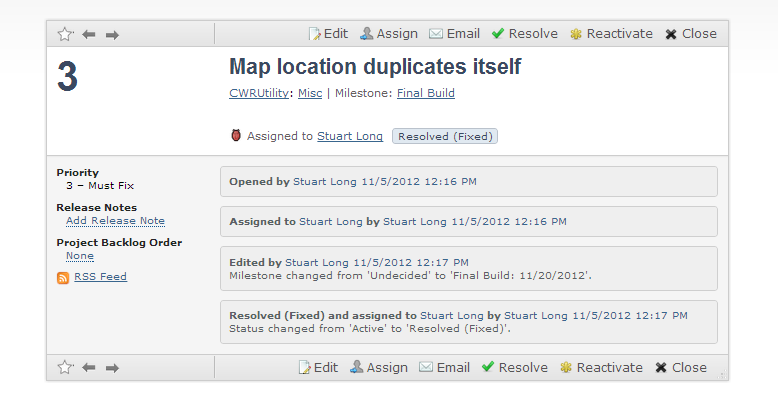 Edit Assign Email Resolve Reactivate Close
3
Map location duplicates itself
CWRUtility: Misc | Milestone: Final Build
Assigned to Stuart Long Resolved (Fixed)
Priority
3 – Must Fix
Release Notes
Add Release Note
Project Backlog Order
None
RSS Feed
Opened by Stuart Long 11/5/2012 12:16 PM
Assigned to Stuart Long by Stuart Long 11/5/2012 12:16 PM
Edited by Stuart Long 11/5/2012 12:17 PM
Milestone changed from 'Undecided' to 'Final Build: 11/20/2012'.
Resolved (Fixed) and assigned to Stuart Long by Stuart Long 11/5/2012 12:17 PM
Status changed from 'Active' to 'Resolved (Fixed)'.
Edit Assign Email Resolve Reactivate Close